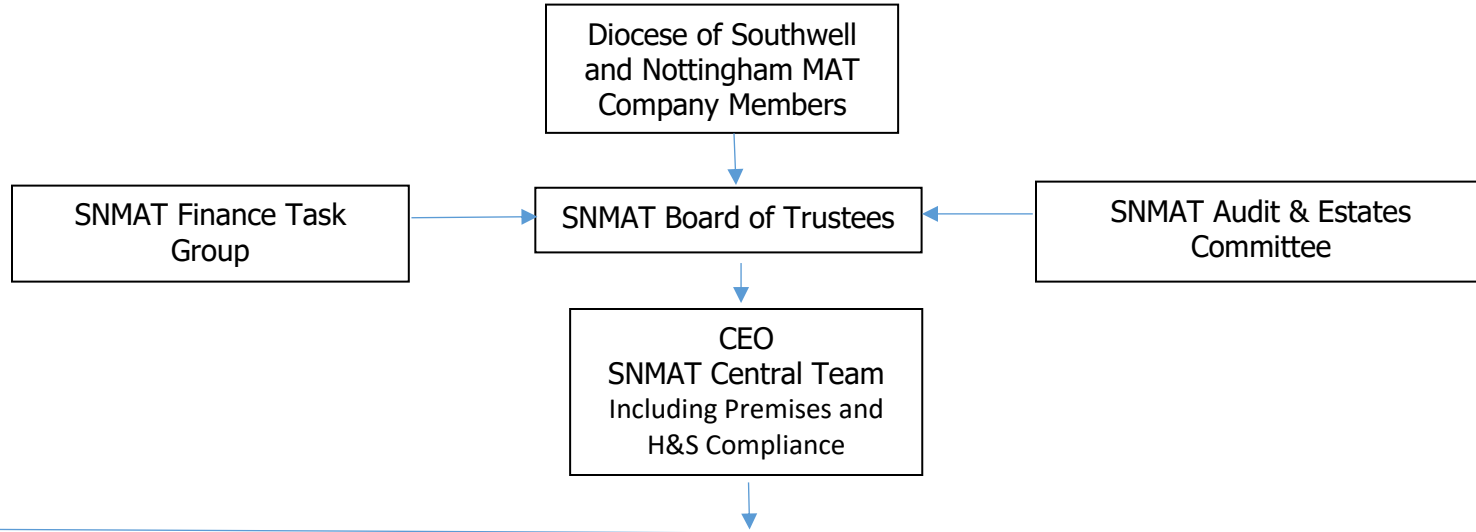 Diocese of Southwell
and Nottingham MAT
Company Members
SNMAT Finance Task
Group
SNMAT Board of Trustees
SNMAT Audit & Estates
Committee
CEO
SNMAT Central Team
Including Premises and
H&S Compliance